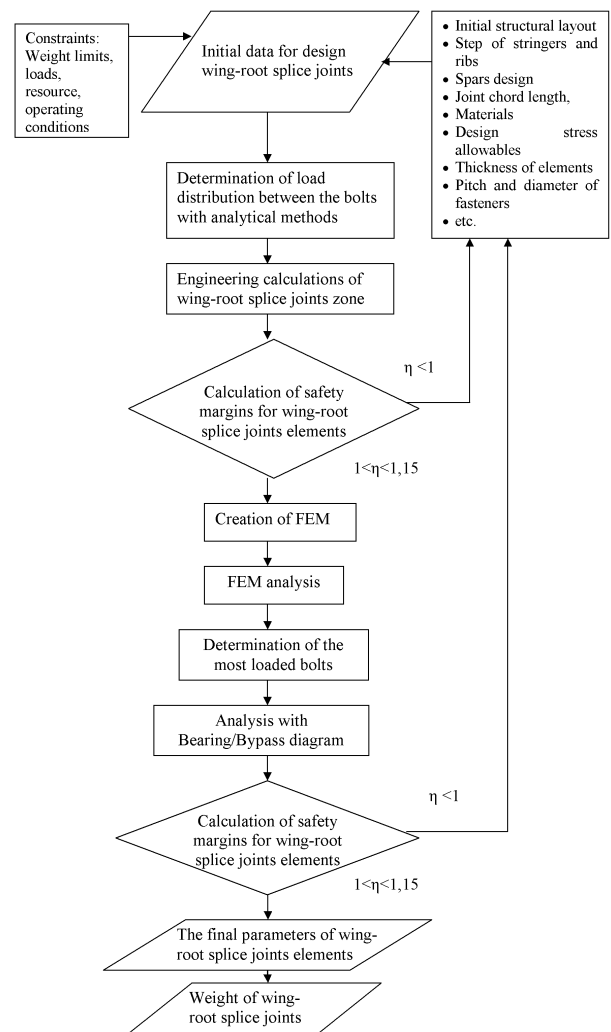 Constraints:
Weight limits,
loads,
resource,
operating
conditions
Initial data for design
wing-root splice joints
• Initial structural layout
• Step of stringers and
ribs
• Spars design
• Joint chord length,
• Materials
• Design stress
allowables
• Thickness of elements
• Pitch and diameter of
fasteners
• etc.
Determination of load
distribution between the bolts
with analytical methods
Engineering calculations of
wing-root splice joints zone
η <1
Calculation of safety
margins for wing-root
splice joints elements
1<η<1,15
Creation of FEM
FEM analysis
Determination of the
most loaded bolts
Analysis with
Bearing/Bypass diagram
η <1
Calculation of safety
margins for wing-root
splice joints elements
1<η<1,15
The final parameters of wing-
root splice joints elements
Weight of wing-
root splice joints